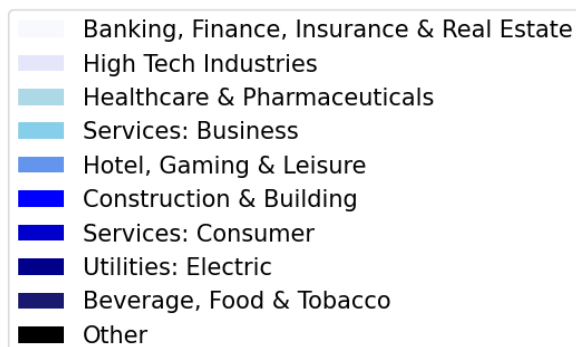 Banking, Finance, Insurance & Real Estate
High Tech Industries
Healthcare & Pharmaceuticals
Services: Business
Hotel, Gaming & Leisure
Construction & Building
Services: Consumer
Utilities: Electric
Beverage, Food & Tobacco
Other